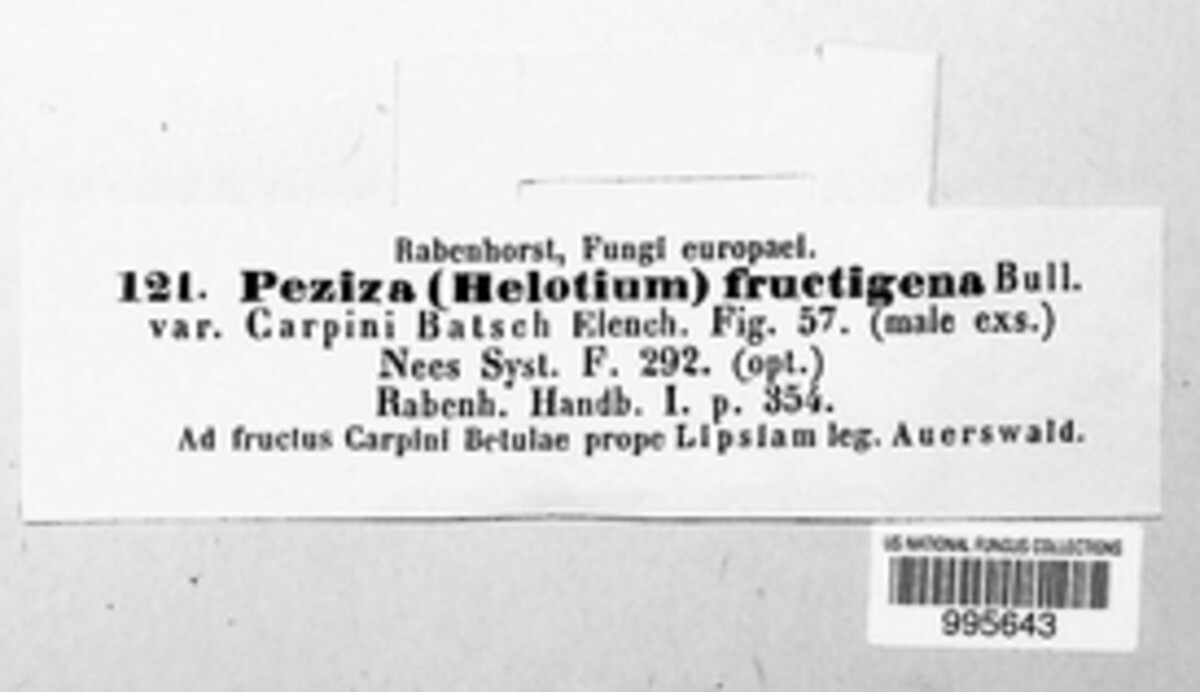 Rabenhorst, Fungi europaei.
121. Peziza (Helotium) fructigena Bull.
var. Carpini Batsch Elench. Fig. 57. (male exs.)
Nees Syst. F. 292. (opt.)
Rabenh. Handb. I. p. 354.
Ad fructus Carpini Betulae prope Lipsiam leg. Auerswald.
US NATIONAL FUNGUS COLLECTIONS
995643